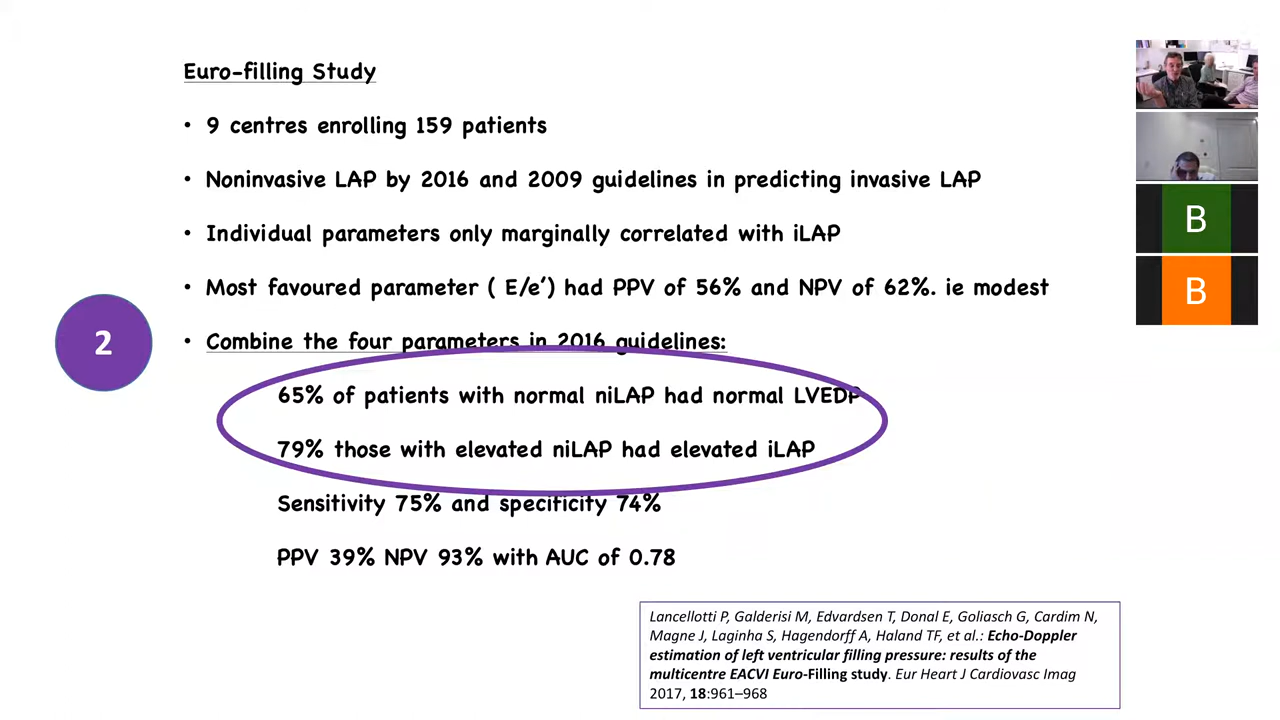 Euro-filling Study
• 9 centres enrolling 159 patients
• Noninvasive LAP by 2016 and 2009 guidelines in predicting invasive LAP
• Individual parameters only marginally correlated with iLAP
• Most favoured parameter ( E/e’) had PPV of 56% and NPV of 62%. ie modest
2
• Combine the four parameters in 2016 guidelines:
65% of patients with normal niLAP had normal LVEDP
79% those with elevated niLAP had elevated iLAP
Sensitivity 75% and specificity 74%
PPV 39% NPV 93% with AUC of 0.78
Lancellotti P, Galderisi M, Edvardsen T, Donal E, Goliasch G, Cardim N,
Magne J, Laginha S, Hagendorff A, Haland TF, et al.: Echo-Doppler
estimation of left ventricular filling pressure: results of the
multicentre EACVI Euro-Filling study. Eur Heart J Cardiovasc Imag
2017, 18:961–968
B
B